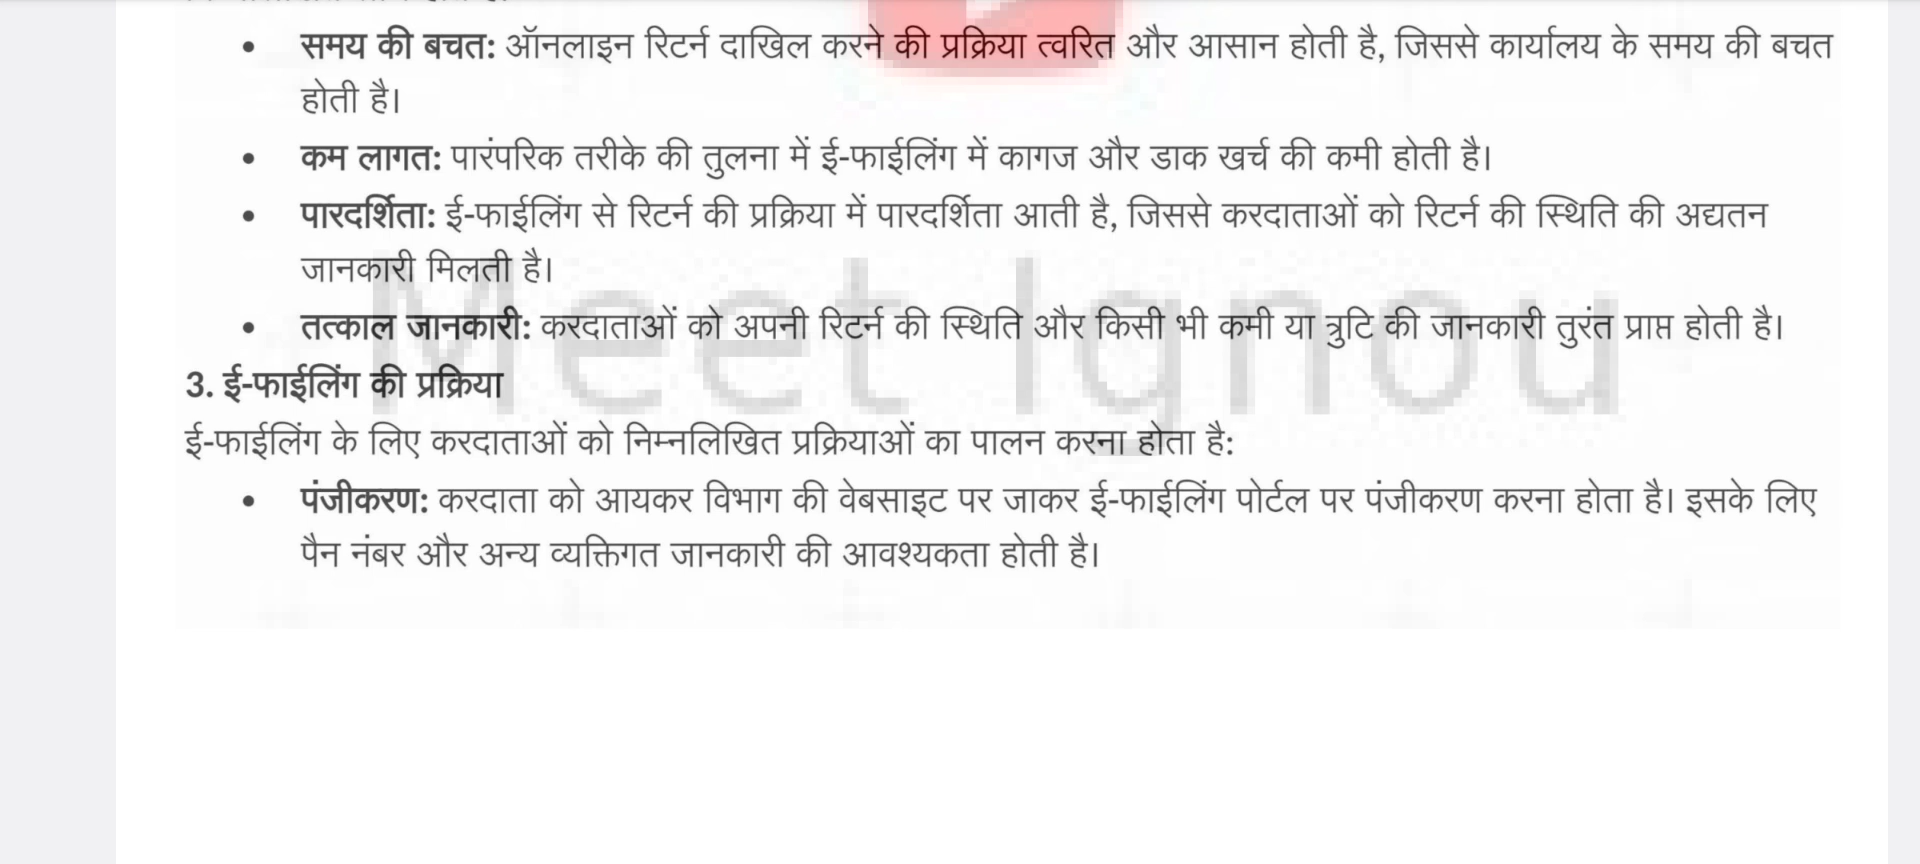 • समय की बचत: ऑनलाइन रिटर्न दाखिल करने की प्रक्रिया त्वरित और आसान होती है, जिससे कार्यालय के समय की बचत
होती है।
• कम लागत: पारंपरिक तरीके की तुलना में ई-फाईलिंग में कागज और डाक खर्च की कमी होती है।
• पारदर्शिता: ई-फाईलिंग से रिटर्न की प्रक्रिया में पारदर्शिता आती है, जिससे करदाताओं को रिटर्न की स्थिति की अद्यतन
जानकारी मिलती है।
• तत्काल जानकारी: करदाताओं को अपनी रिटर्न की स्थिति और किसी भी कमी या त्रुटि की जानकारी तुरंत प्राप्त होती है।
Meet Ignou
3. ई-फाईलिंग की प्रक्रिया
ई-फाईलिंग के लिए करदाताओं को निम्नलिखित प्रक्रियाओं का पालन करना होता है:
• पंजीकरण: करदाता को आयकर विभाग की वेबसाइट पर जाकर ई-फाईलिंग पोर्टल पर पंजीकरण करना होता है। इसके लिए
पैन नंबर और अन्य व्यक्तिगत जानकारी की आवश्यकता होती है।